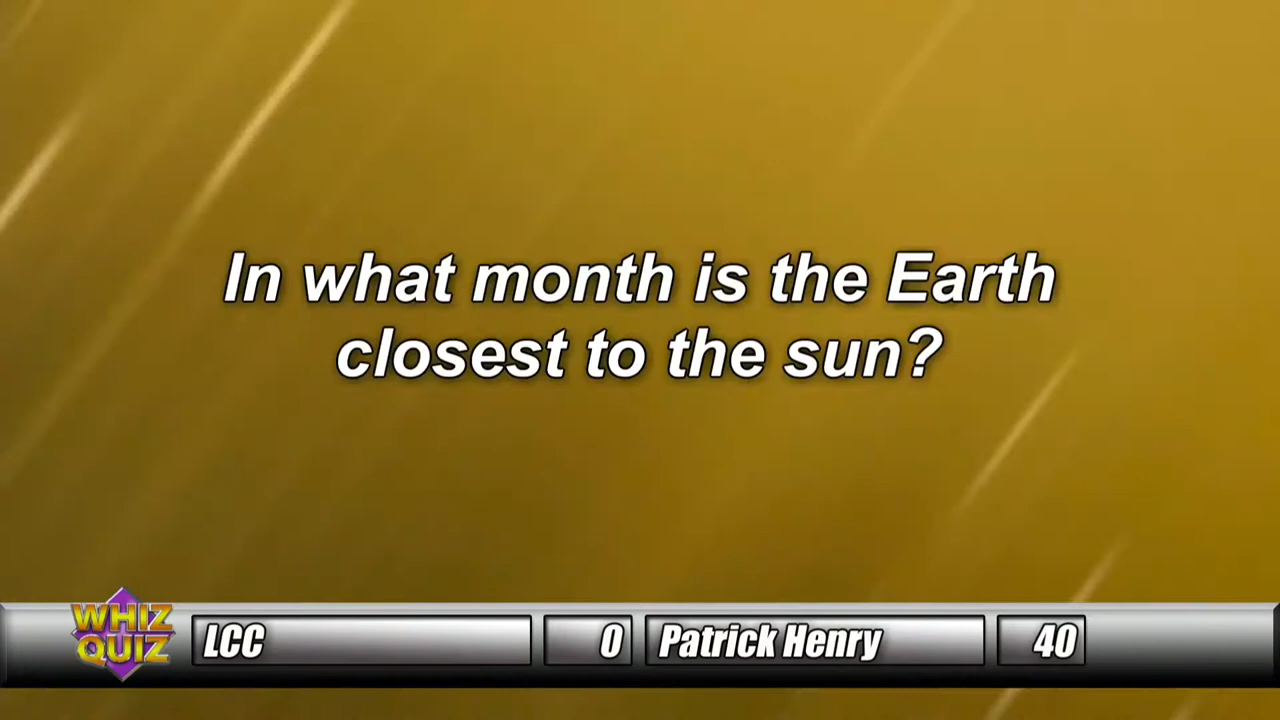 In what month is the Earth
closest to the sun?
WHIZ
QUIZ
LCC 0 Patrick Henry 40